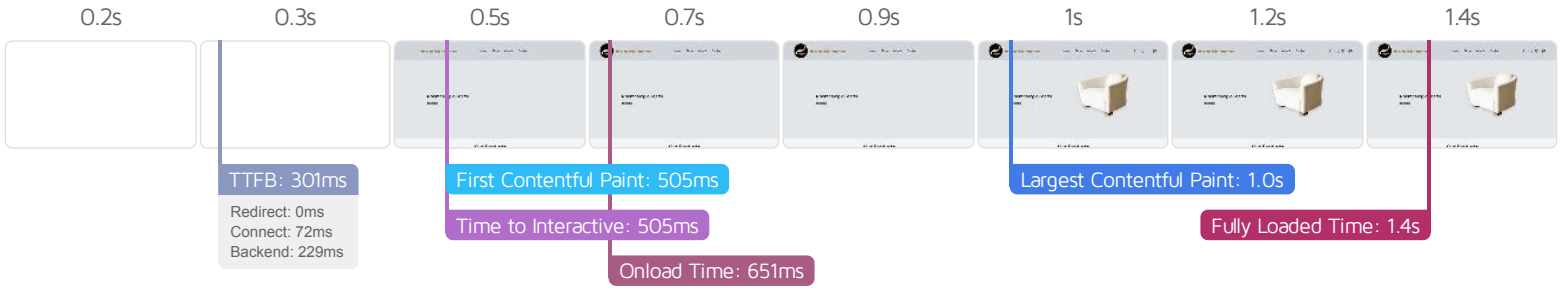 0.2s
0.3s
0.5s
0.7s
0.9s
1s
1.2s
1.4s
TTFB: 301ms
Redirect: 0ms
Connect: 72ms
Backend: 229ms
First Contentful Paint: 505ms
Time to Interactive: 505ms
Onload Time: 651ms
Largest Contentful Paint: 1.0s
Fully Loaded Time: 1.4s